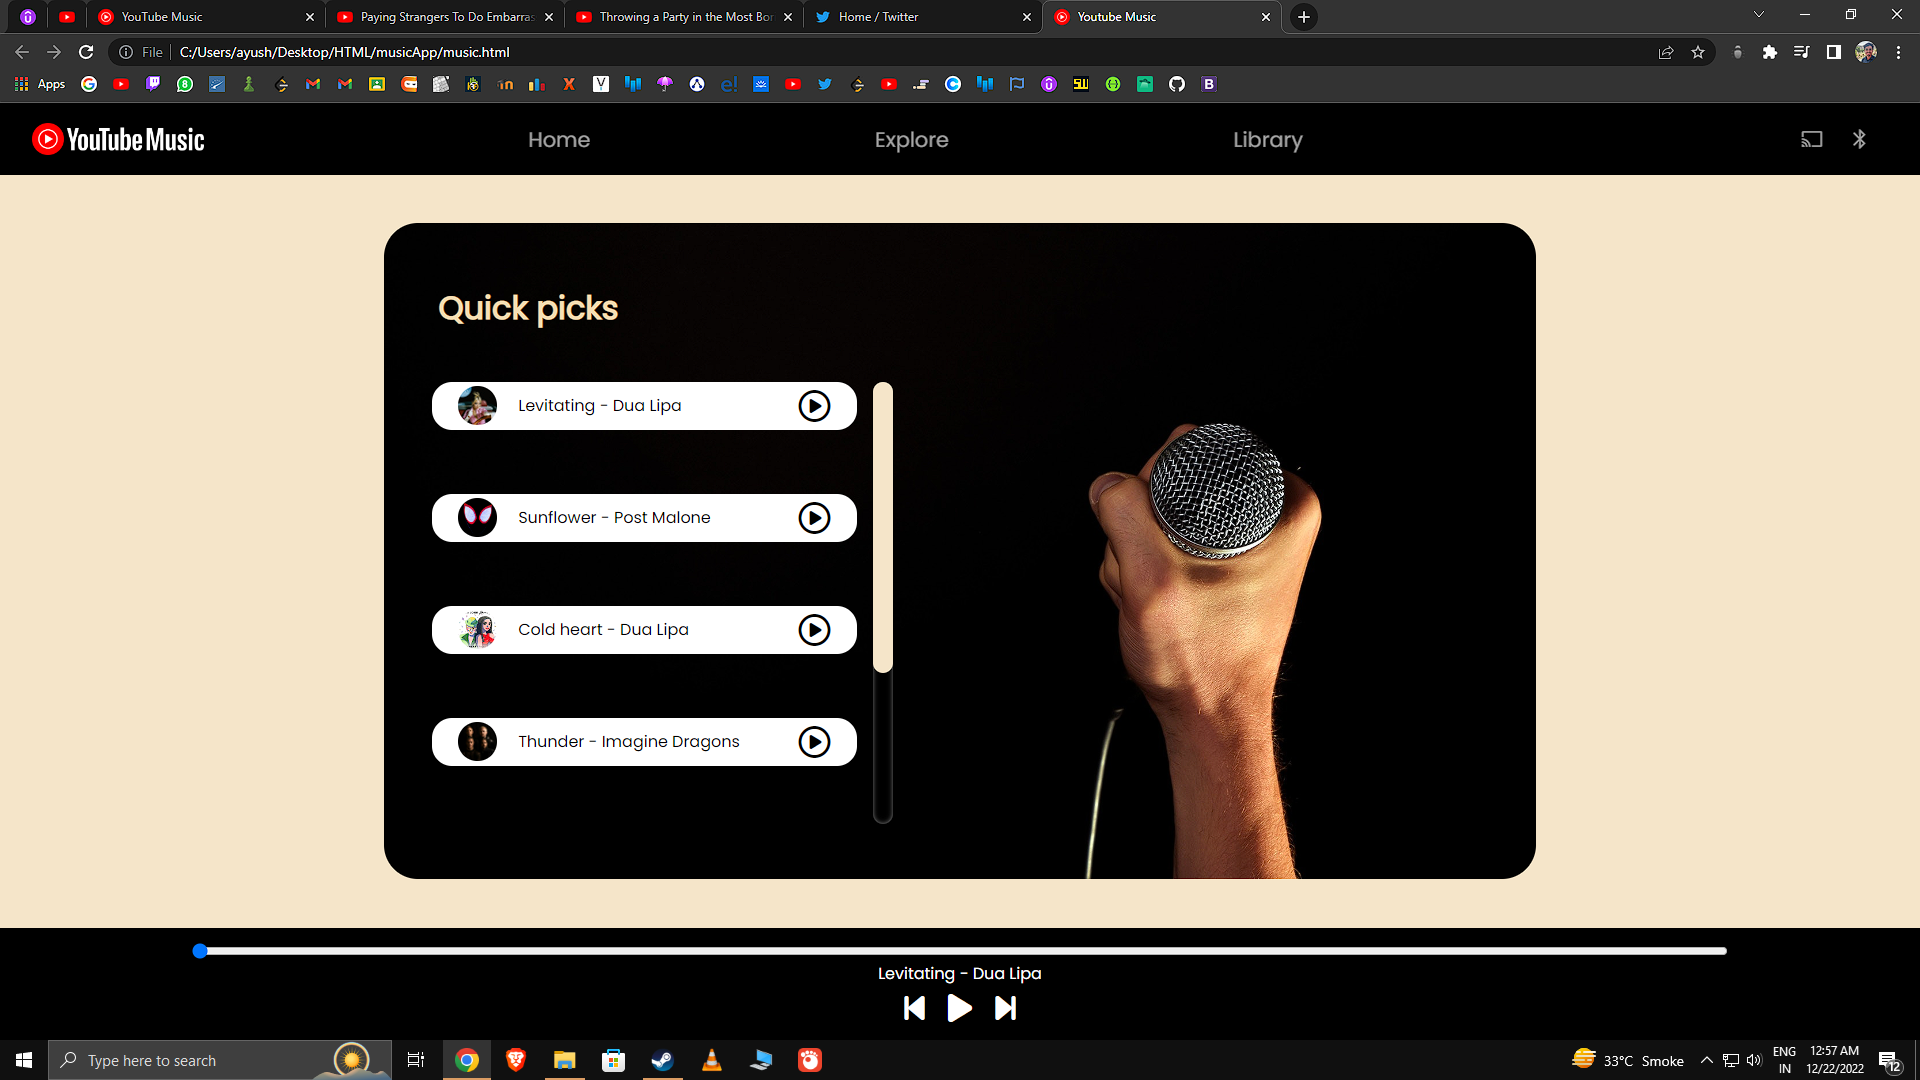 YouTube Music
Paying Strangers To Do Embarras
Throwing a Party in the Most Bor
Home / Twitter
Youtube Music
File
C:/Users/ayush/Desktop/HTML/musicApp/music.html
Apps
YouTube Music
Home
Explore
Library
Quick picks
Levitating - Dua Lipa
Sunflower - Post Malone
Cold heart - Dua Lipa
Thunder - Imagine Dragons
Levitating - Dua Lipa
Type here to search
33°C Smoke
ENG
IN
12:57 AM
12/22/2022
12